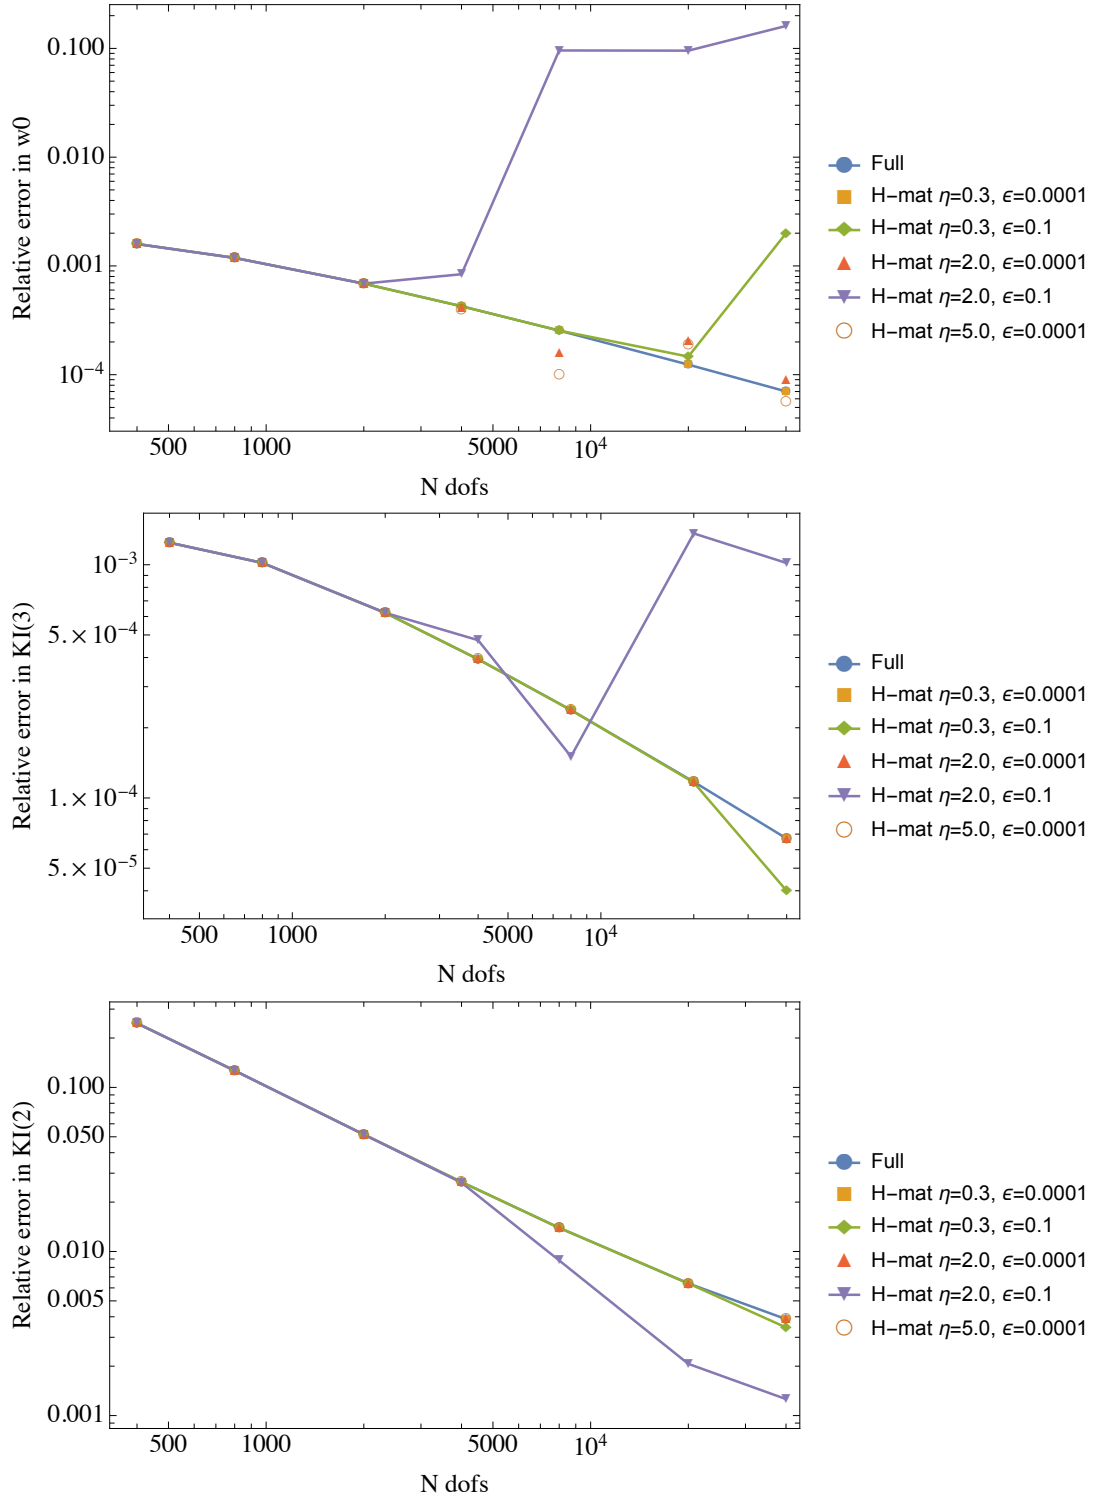 Relative error in w0
0.100
0.010
0.001
10⁻⁴
500
1000
5000
10⁴
N dofs
Full
H-mat η=0.3, ϵ=0.0001
H-mat η=0.3, ϵ=0.1
H-mat η=2.0, ϵ=0.0001
H-mat η=2.0, ϵ=0.1
H-mat η=5.0, ϵ=0.0001
Relative error in KI(3)
10⁻³
5.×10⁻⁴
1.×10⁻⁴
5.×10⁻⁵
500
1000
5000
10⁴
N dofs
Full
H-mat η=0.3, ϵ=0.0001
H-mat η=0.3, ϵ=0.1
H-mat η=2.0, ϵ=0.0001
H-mat η=2.0, ϵ=0.1
H-mat η=5.0, ϵ=0.0001
Relative error in KI(2)
0.100
0.050
0.010
0.005
0.001
500
1000
5000
10⁴
N dofs
Full
H-mat η=0.3, ϵ=0.0001
H-mat η=0.3, ϵ=0.1
H-mat η=2.0, ϵ=0.0001
H-mat η=2.0, ϵ=0.1
H-mat η=5.0, ϵ=0.0001